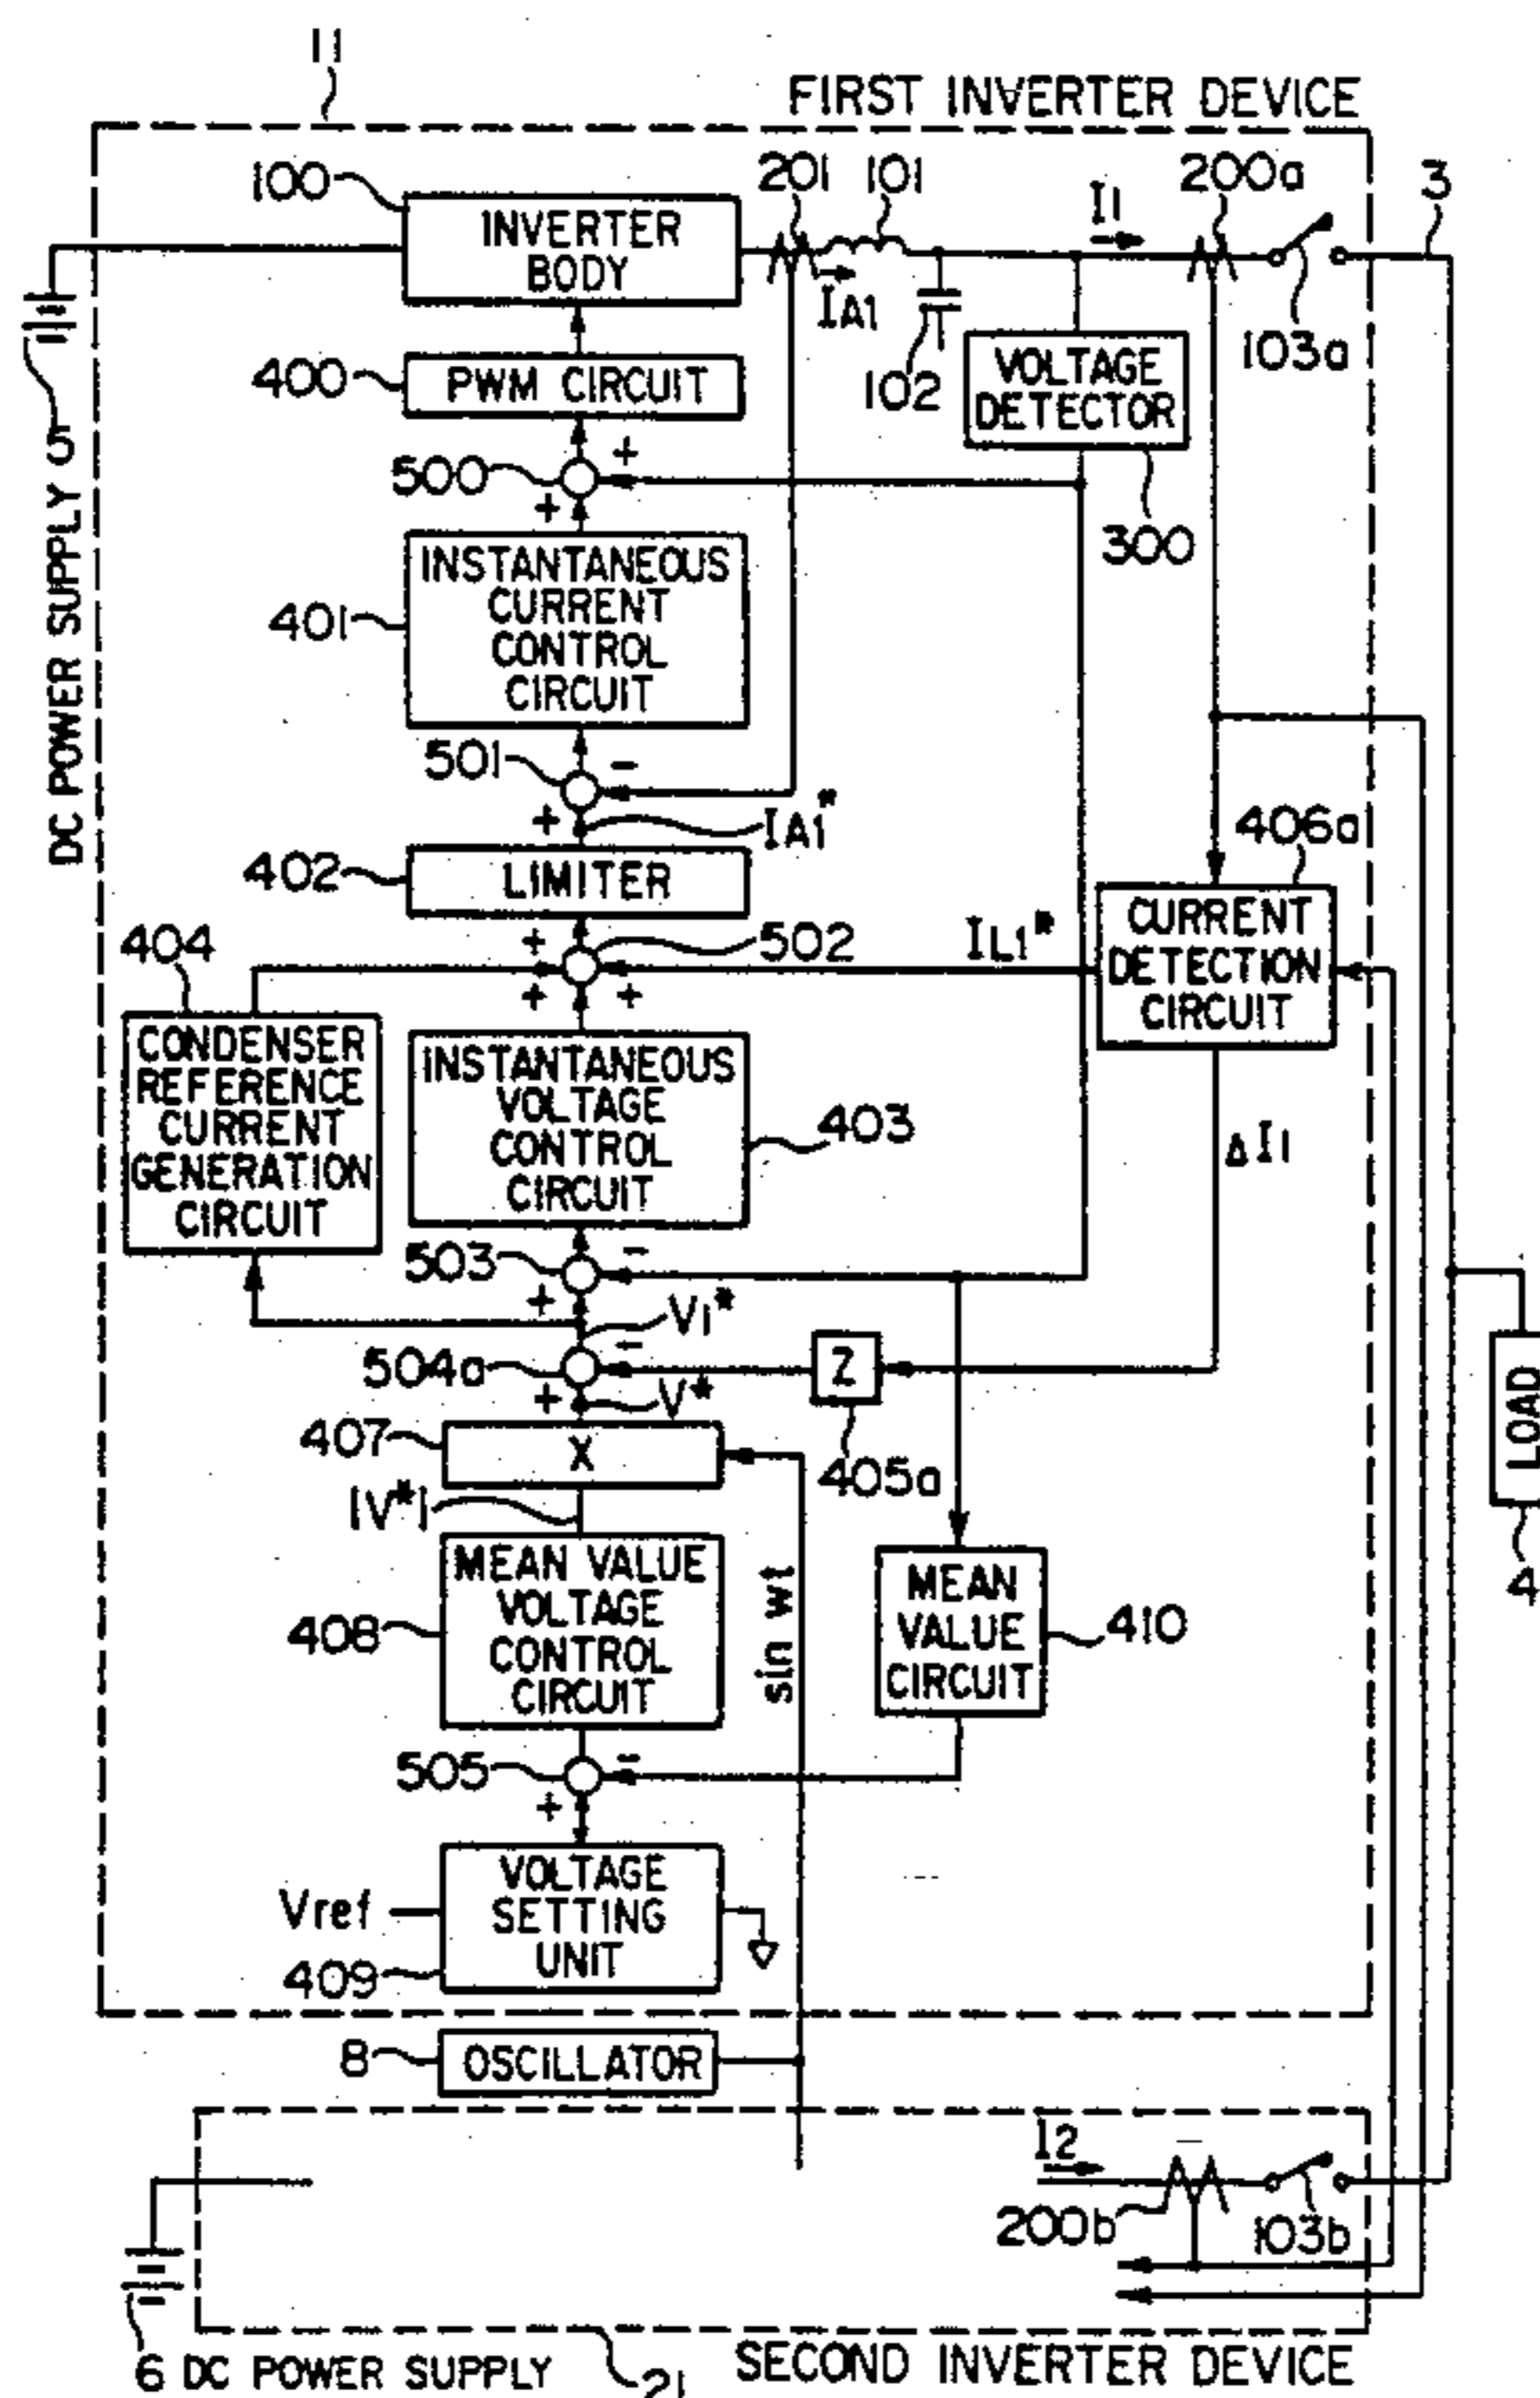 11
FIRST INVERTER DEVICE
100
INVERTER
BODY
201
101
I1
200a
3
IA1
102
VOLTAGE
DETECTOR
103a
300
DC POWER SUPPLY 5
400
PWM CIRCUIT
500
+
+
401
INSTANTANEOUS
CURRENT
CONTROL
CIRCUIT
501
-
+
IA1*
402
LIMITER
406a
CURRENT
DETECTION
CIRCUIT
404
+
502
IL1*
+
+
CONDENSER
REFERENCE
CURRENT
GENERATION
CIRCUIT
INSTANTANEOUS
VOLTAGE
CONTROL
CIRCUIT
403
ΔI1
503
-
+
V1*
504a
-
Z
+
V*
405a
LOAD
4
407
X
|V*|
408
MEAN VALUE
VOLTAGE
CONTROL
CIRCUIT
sin wt
MEAN
VALUE
CIRCUIT
410
505
-
+
Vref
VOLTAGE
SETTING
UNIT
409
8
OSCILLATOR
I2
200b
103b
6 DC POWER SUPPLY
21
SECOND INVERTER DEVICE